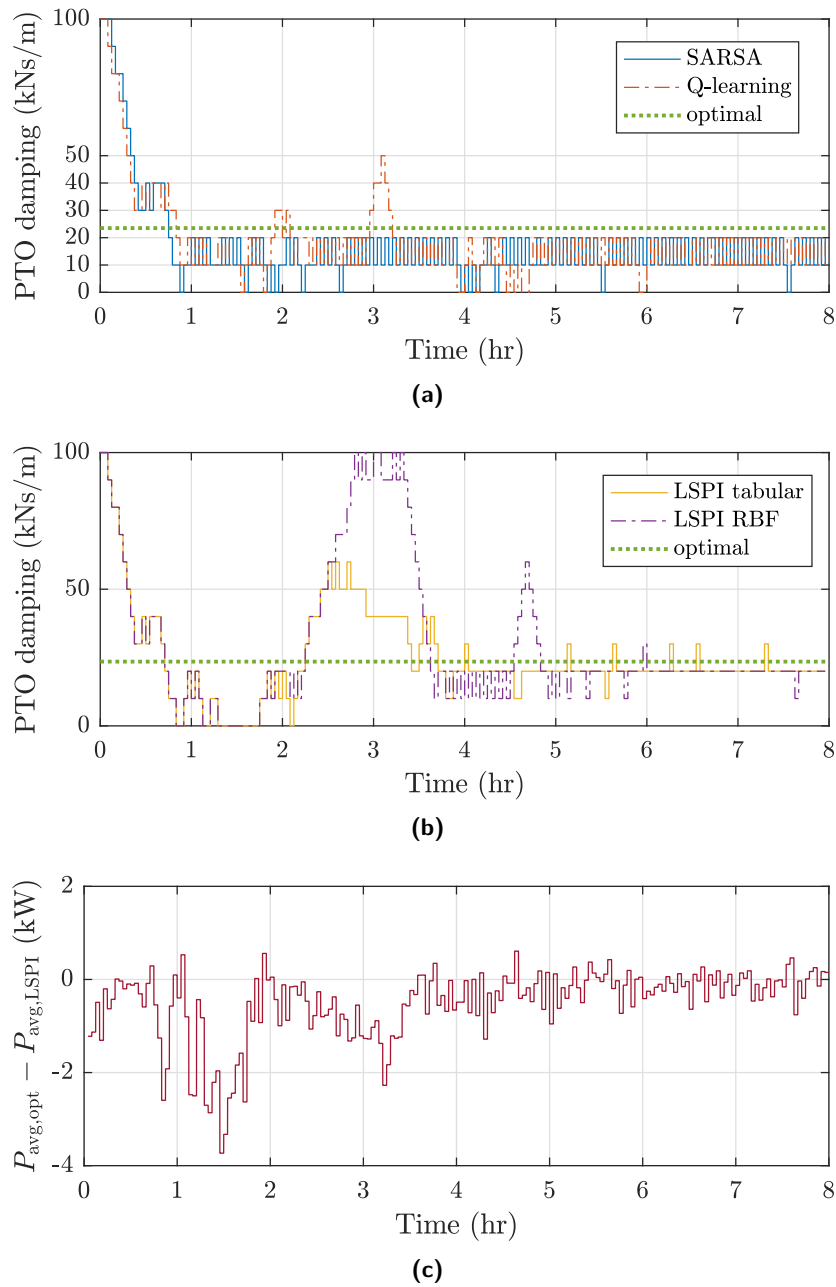 100
50
40
30
20
10
0
PTO damping (kNs/m)
SARSA
Q-learning
optimal
0 1 2 3 4 5 6 7 8
Time (hr)
(a)
100
50
0
PTO damping (kNs/m)
LSPI tabular
LSPI RBF
optimal
0 1 2 3 4 5 6 7 8
Time (hr)
(b)
2
0
-2
-4
P_avg,opt − P_avg,LSPI (kW)
0 1 2 3 4 5 6 7 8
Time (hr)
(c)